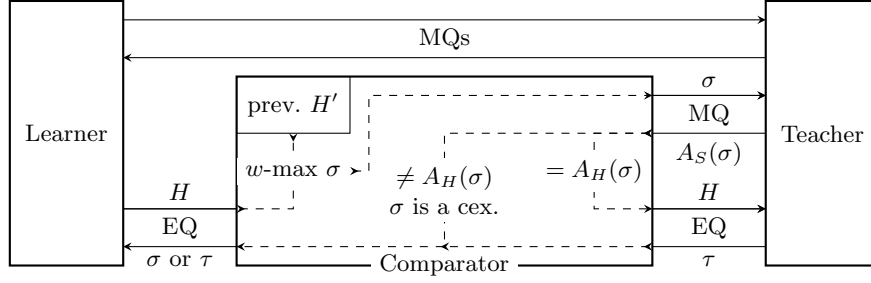 MQs
σ
prev. H′
MQ
Learner
Teacher
w-max σ
≠ A_H(σ)
= A_H(σ)
A_S(σ)
H
σ is a cex.
H
EQ
EQ
σ or τ
Comparator
τ